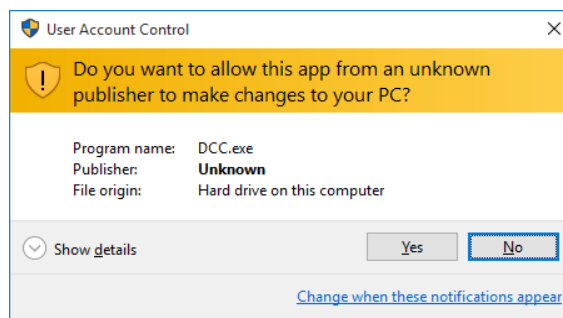 User Account Control
Do you want to allow this app from an unknown
publisher to make changes to your PC?
Program name: DCC.exe
Publisher: Unknown
File origin: Hard drive on this computer
Show details Yes No
Change when these notifications appear